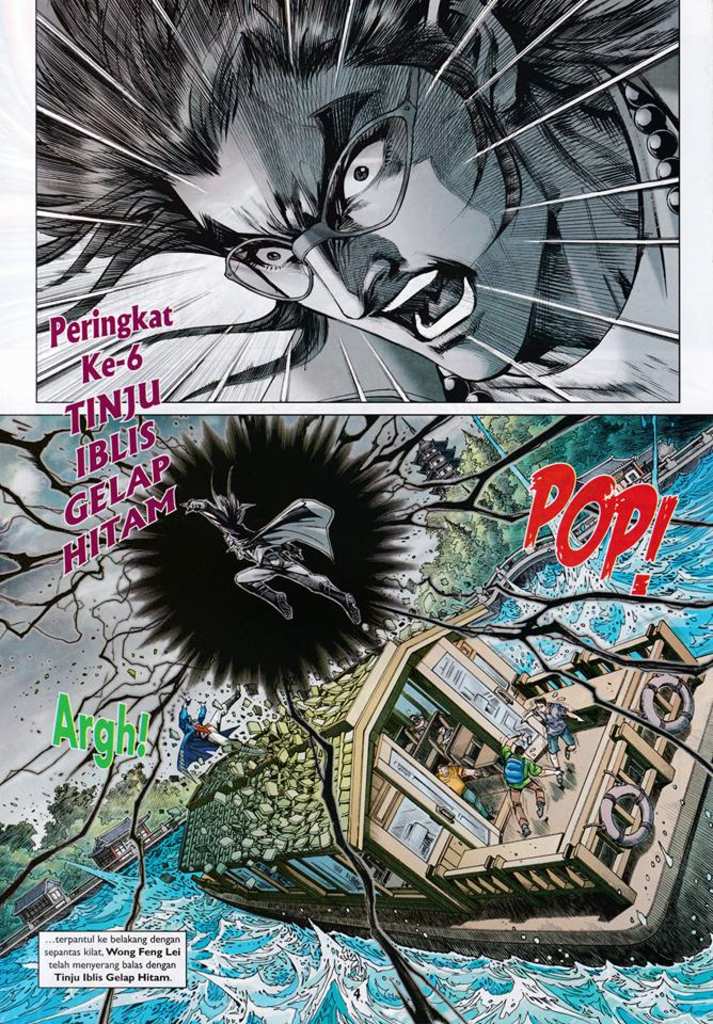 Peringkat
Ke-6
TINJU
IBLIS
GELAP
HITAM
POP!
Argh!
...terpantul ke belakang dengan
sepantas kilat, Wong Feng Lei
telah menyerang balas dengan
Tinju Iblis Gelap Hitam.
4